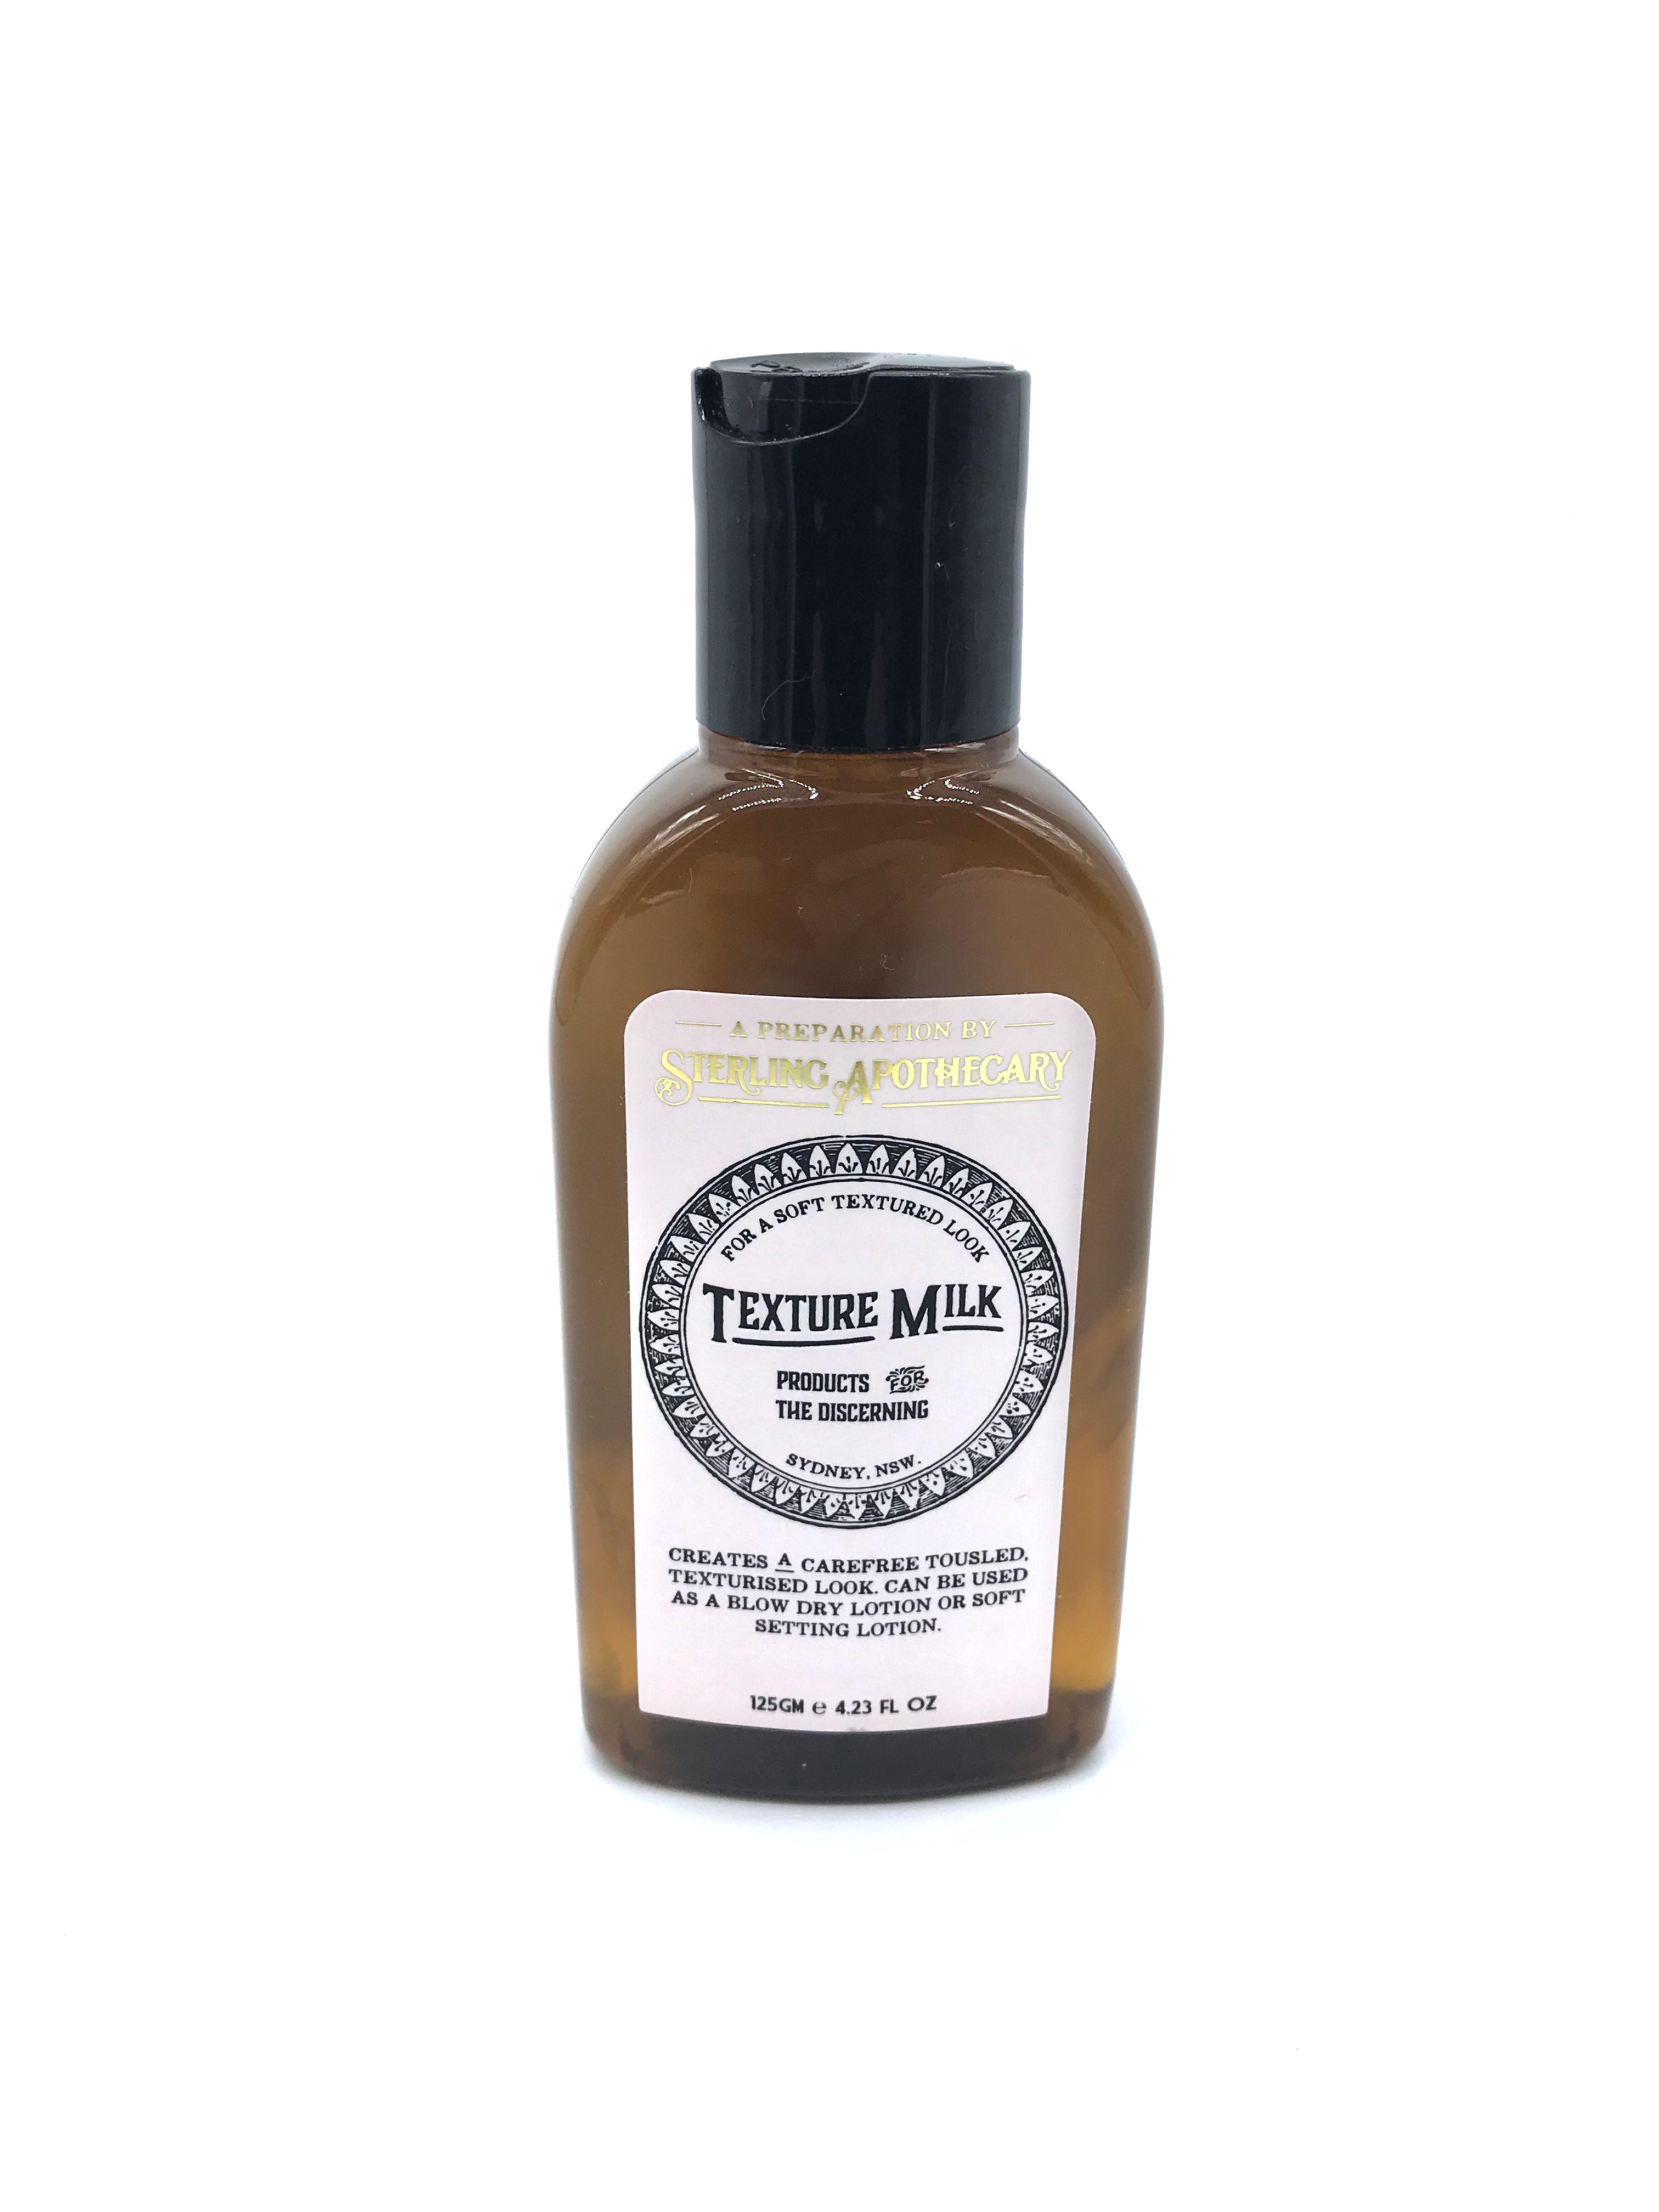 A PREPARATION BY
STERLING APOTHECARY
FOR A SOFT TEXTURED LOOK
TEXTURE MILK
PRODUCTS FOR
THE DISCERNING
SYDNEY, NSW.
CREATES A CAREFREE TOUSLED,
TEXTURISED LOOK. CAN BE USED
AS A BLOW DRY LOTION OR SOFT
SETTING LOTION.
125GM ℮ 4.23 FL OZ